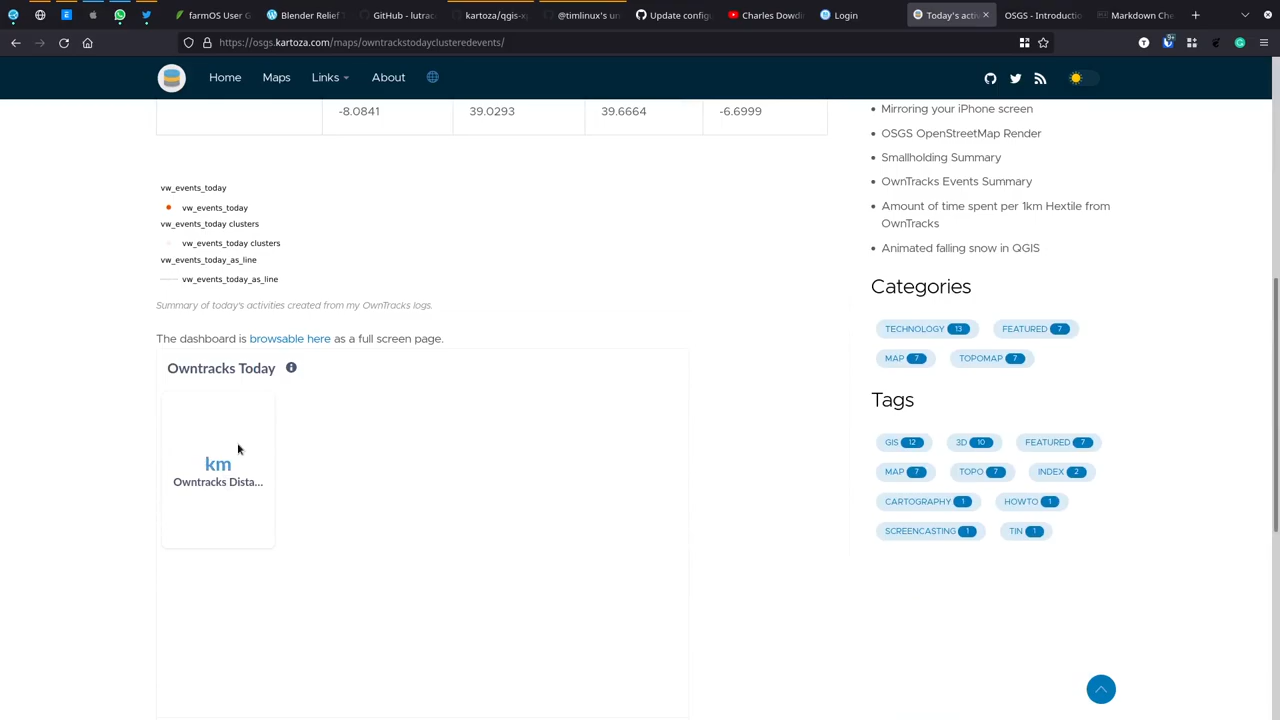 farmOS User G
Blender Relief
GitHub - lutrac
kartoza/qgis-x
@timlinux's un
Update config
Charles Dowdi
Login
Today's activ
OSGS - Introductio
Markdown Che
https://osgs.kartoza.com/maps/owntrackstodayclusteredevents/
Home
Maps
Links
About
-8.0841
39.0293
39.6664
-6.6999
vw_events_today
vw_events_today
vw_events_today clusters
vw_events_today clusters
vw_events_today_as_line
vw_events_today_as_line
Summary of today's activities created from my OwnTracks logs.
The dashboard is browsable here as a full screen page.
Owntracks Today
km
Owntracks Dista...
Mirroring your iPhone screen
OSGS OpenStreetMap Render
Smallholding Summary
OwnTracks Events Summary
Amount of time spent per 1km Hextile from
OwnTracks
Animated falling snow in QGIS
Categories
TECHNOLOGY 13
FEATURED 7
MAP 7
TOPOMAP 7
Tags
GIS 12
3D 10
FEATURED 7
MAP 7
TOPO 7
INDEX 2
CARTOGRAPHY 1
HOWTO 1
SCREENCASTING 1
TIN 1